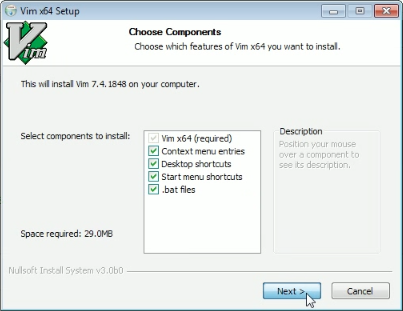 Vim x64 Setup
Vim
Choose Components
Choose which features of Vim x64 you want to install.
This will install Vim 7.4.1848 on your computer.
Select components to install:
Vim x64 (required)
Context menu entries
Desktop shortcuts
Start menu shortcuts
.bat files
Description
Position your mouse
over a component to
see its description.
Space required: 29.0MB
Nullsoft Install System v3.0b0
Next >
Cancel